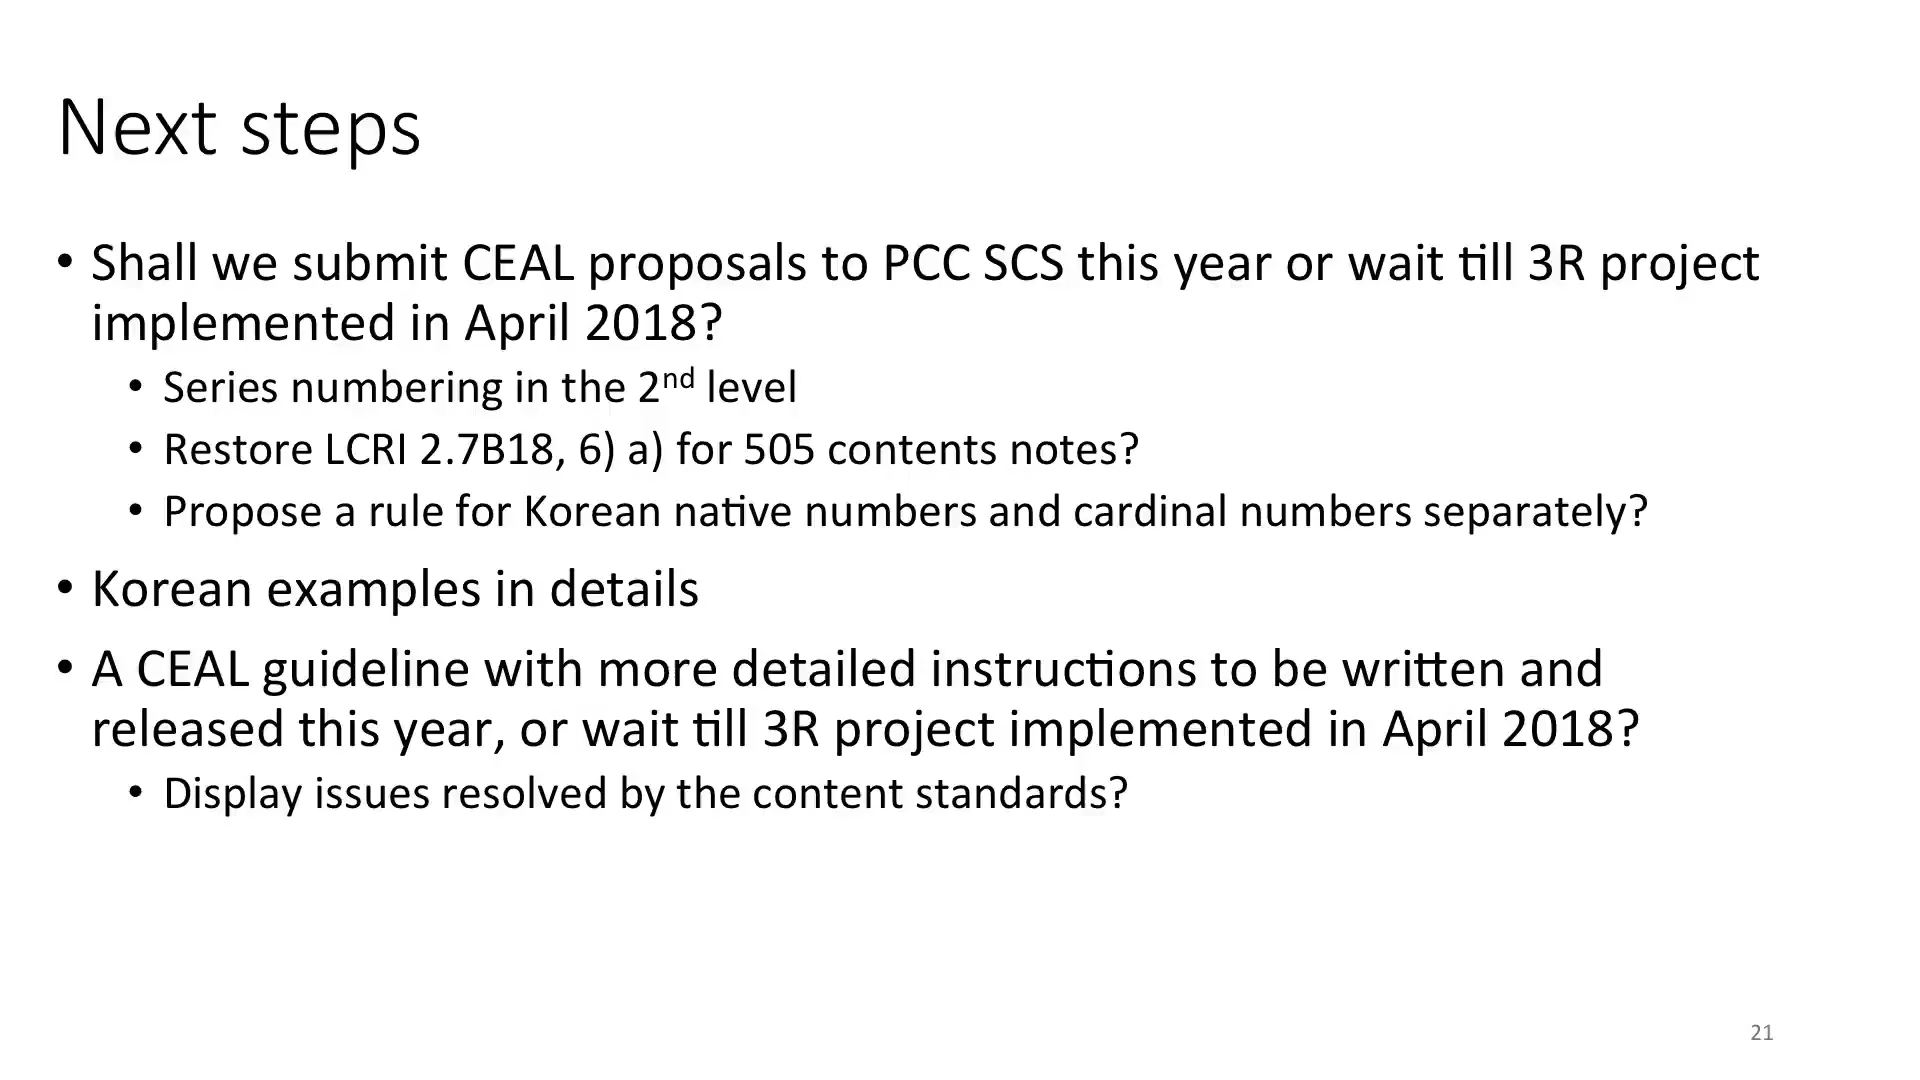 Next steps
• Shall we submit CEAL proposals to PCC SCS this year or wait till 3R project
implemented in April 2018?
• Series numbering in the 2nd level
• Restore LCRI 2.7B18, 6) a) for 505 contents notes?
• Propose a rule for Korean native numbers and cardinal numbers separately?
• Korean examples in details
• A CEAL guideline with more detailed instructions to be written and
released this year, or wait till 3R project implemented in April 2018?
• Display issues resolved by the content standards?
21